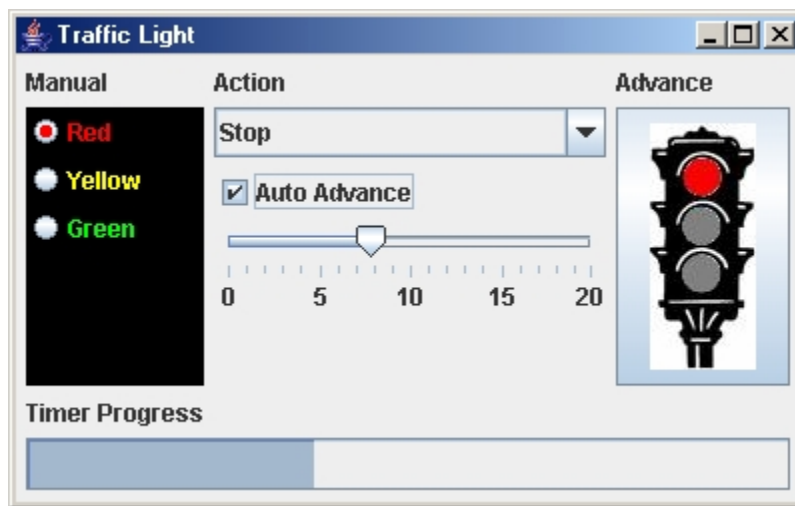 Traffic Light
Manual Action Advance
Red
Stop
Yellow
Auto Advance
Green
0 5 10 15 20
Timer Progress